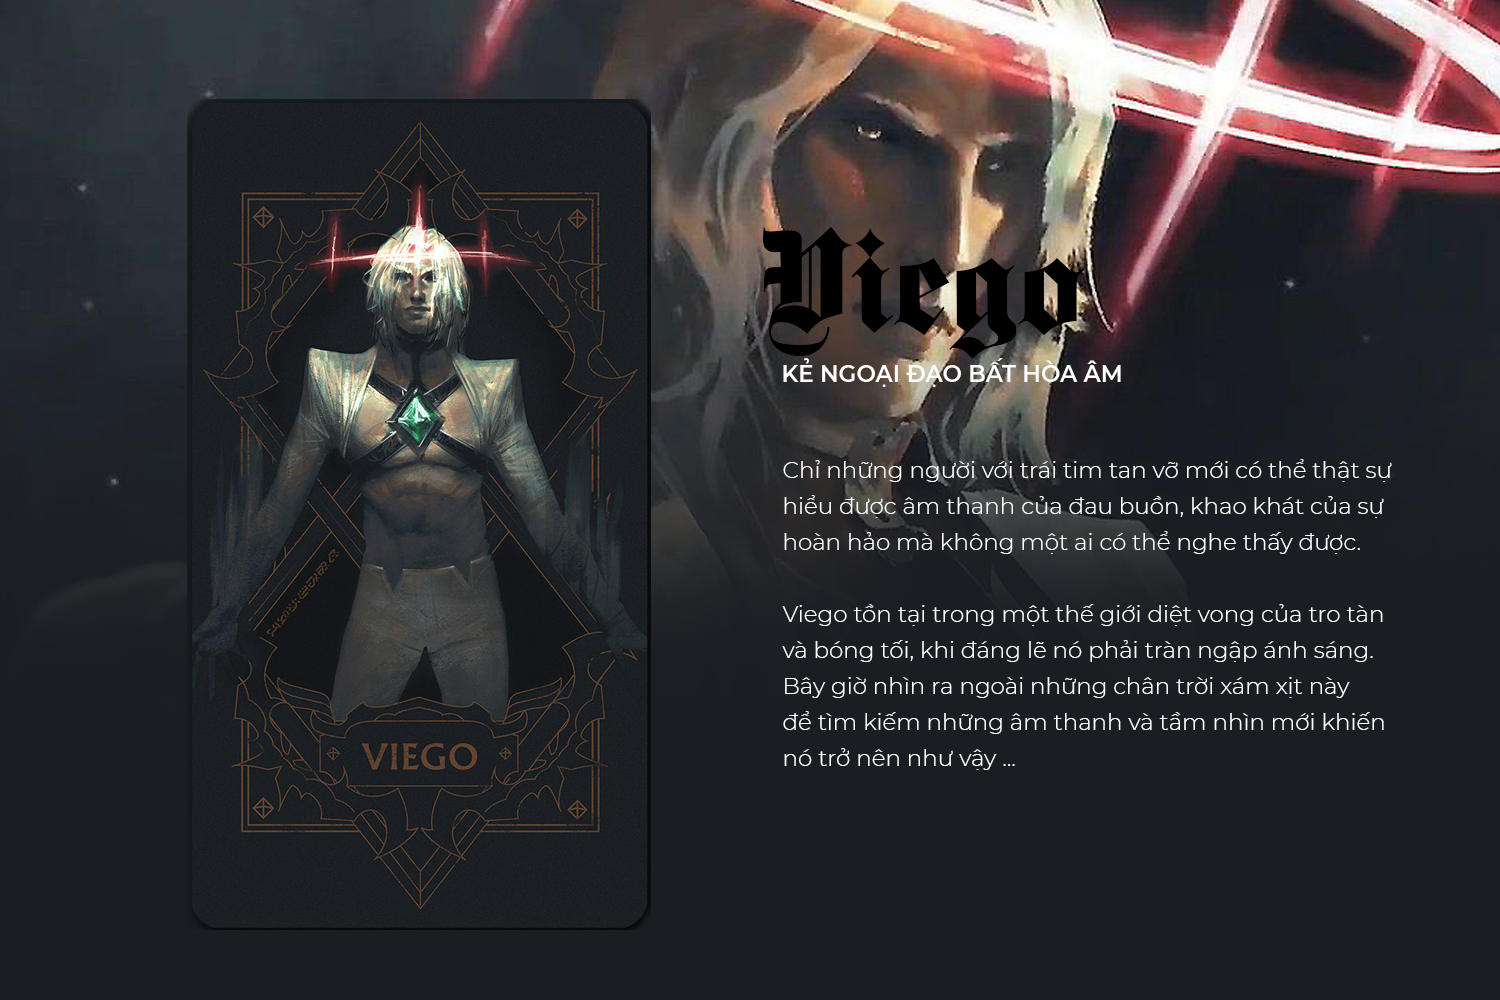 VIEGO
Viego
KẺ NGOẠI ĐẠO BẤT HÒA ÂM
Chỉ những người với trái tim tan vỡ mới có thể thật sự
hiểu được âm thanh của đau buồn, khao khát của sự
hoàn hảo mà không một ai có thể nghe thấy được.
Viego tồn tại trong một thế giới diệt vong của tro tàn
và bóng tối, khi đáng lẽ nó phải tràn ngập ánh sáng.
Bây giờ nhìn ra ngoài những chân trời xám xịt này
để tìm kiếm những âm thanh và tầm nhìn mới khiến
nó trở nên như vậy ...